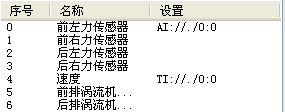 序号 名称 设置
0 前左力传感器 AI://./0:0
1 前右力传感器
2 后左力传感器
3 后右力传感器
4 速度 TI://./0:0
5 前排涡流机...
6 后排涡流机...